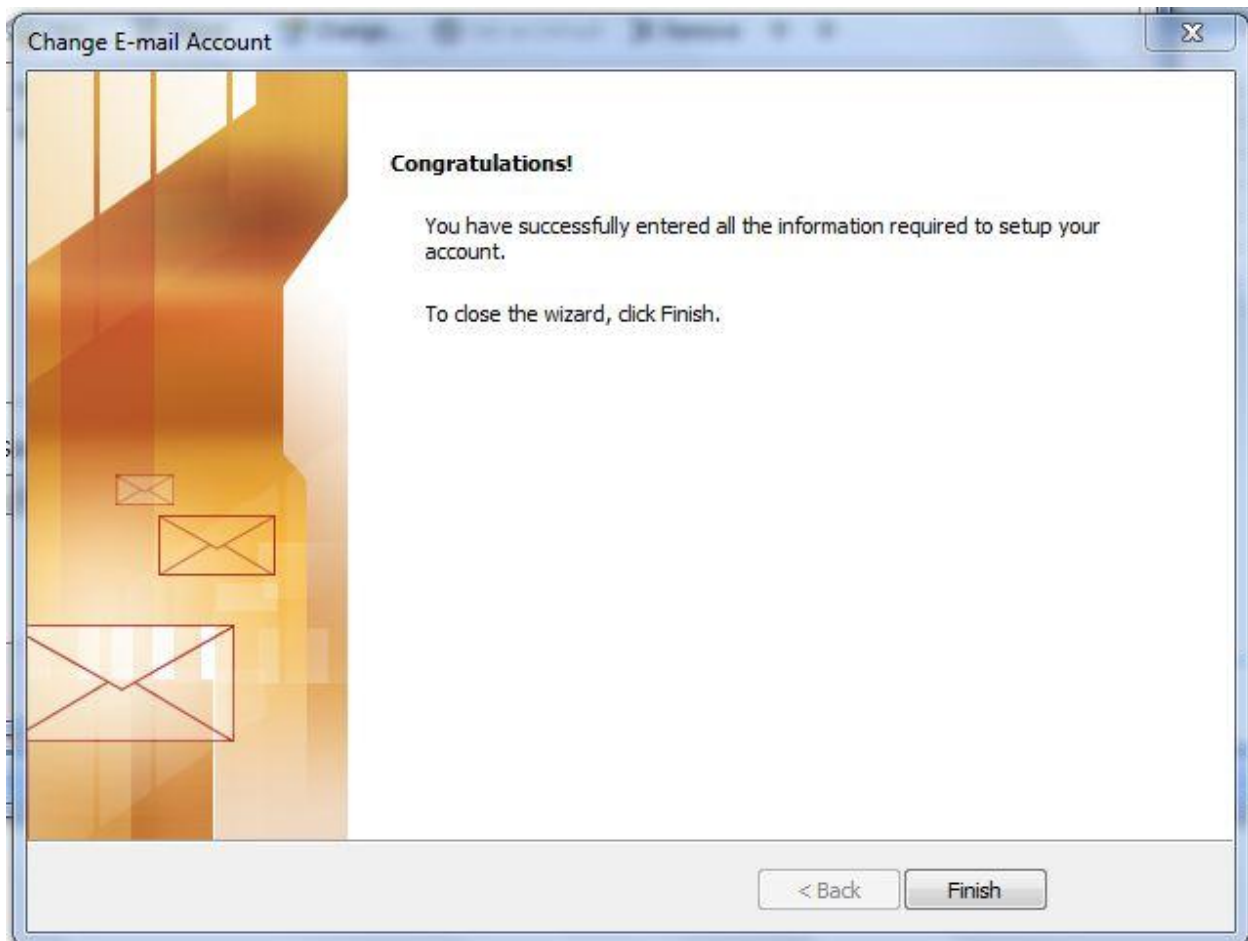 Change E-mail Account
Congratulations!
You have successfully entered all the information required to setup your
account.
To close the wizard, click Finish.
< Back
Finish